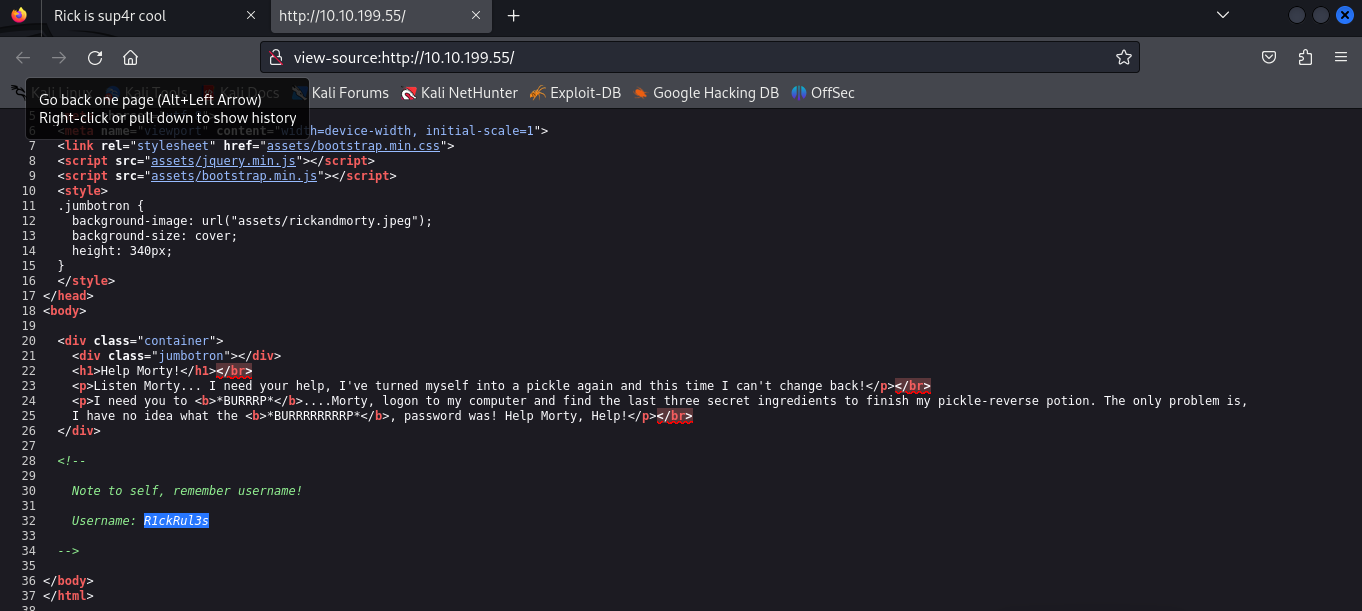 Rick is sup4r cool
http://10.10.199.55/
view-source:http://10.10.199.55/
Kali Linux Kali Tools Kali Docs Kali Forums Kali NetHunter Exploit-DB Google Hacking DB OffSec
Go back one page (Alt+Left Arrow)
Right-click or pull down to show history
5
6 <meta name="viewport" content="width=device-width, initial-scale=1">
7 <link rel="stylesheet" href="assets/bootstrap.min.css">
8 <script src="assets/jquery.min.js"></script>
9 <script src="assets/bootstrap.min.js"></script>
10 <style>
11 .jumbotron {
12 background-image: url("assets/rickandmorty.jpeg");
13 background-size: cover;
14 height: 340px;
15 }
16 </style>
17 </head>
18 <body>
19
20 <div class="container">
21 <div class="jumbotron"></div>
22 <h1>Help Morty!</h1></br>
23 <p>Listen Morty... I need your help, I've turned myself into a pickle again and this time I can't change back!</p></br>
24 <p>I need you to <b>*BURRRP*</b>....Morty, logon to my computer and find the last three secret ingredients to finish my pickle-reverse potion. The only problem is,
25 I have no idea what the <b>*BURRRRRRRRP*</b>, password was! Help Morty, Help!</p></br>
26 </div>
27
28 <!--
29
30 Note to self, remember username!
31
32 Username: R1ckRul3s
33
34 -->
35
36 </body>
37 </html>
38